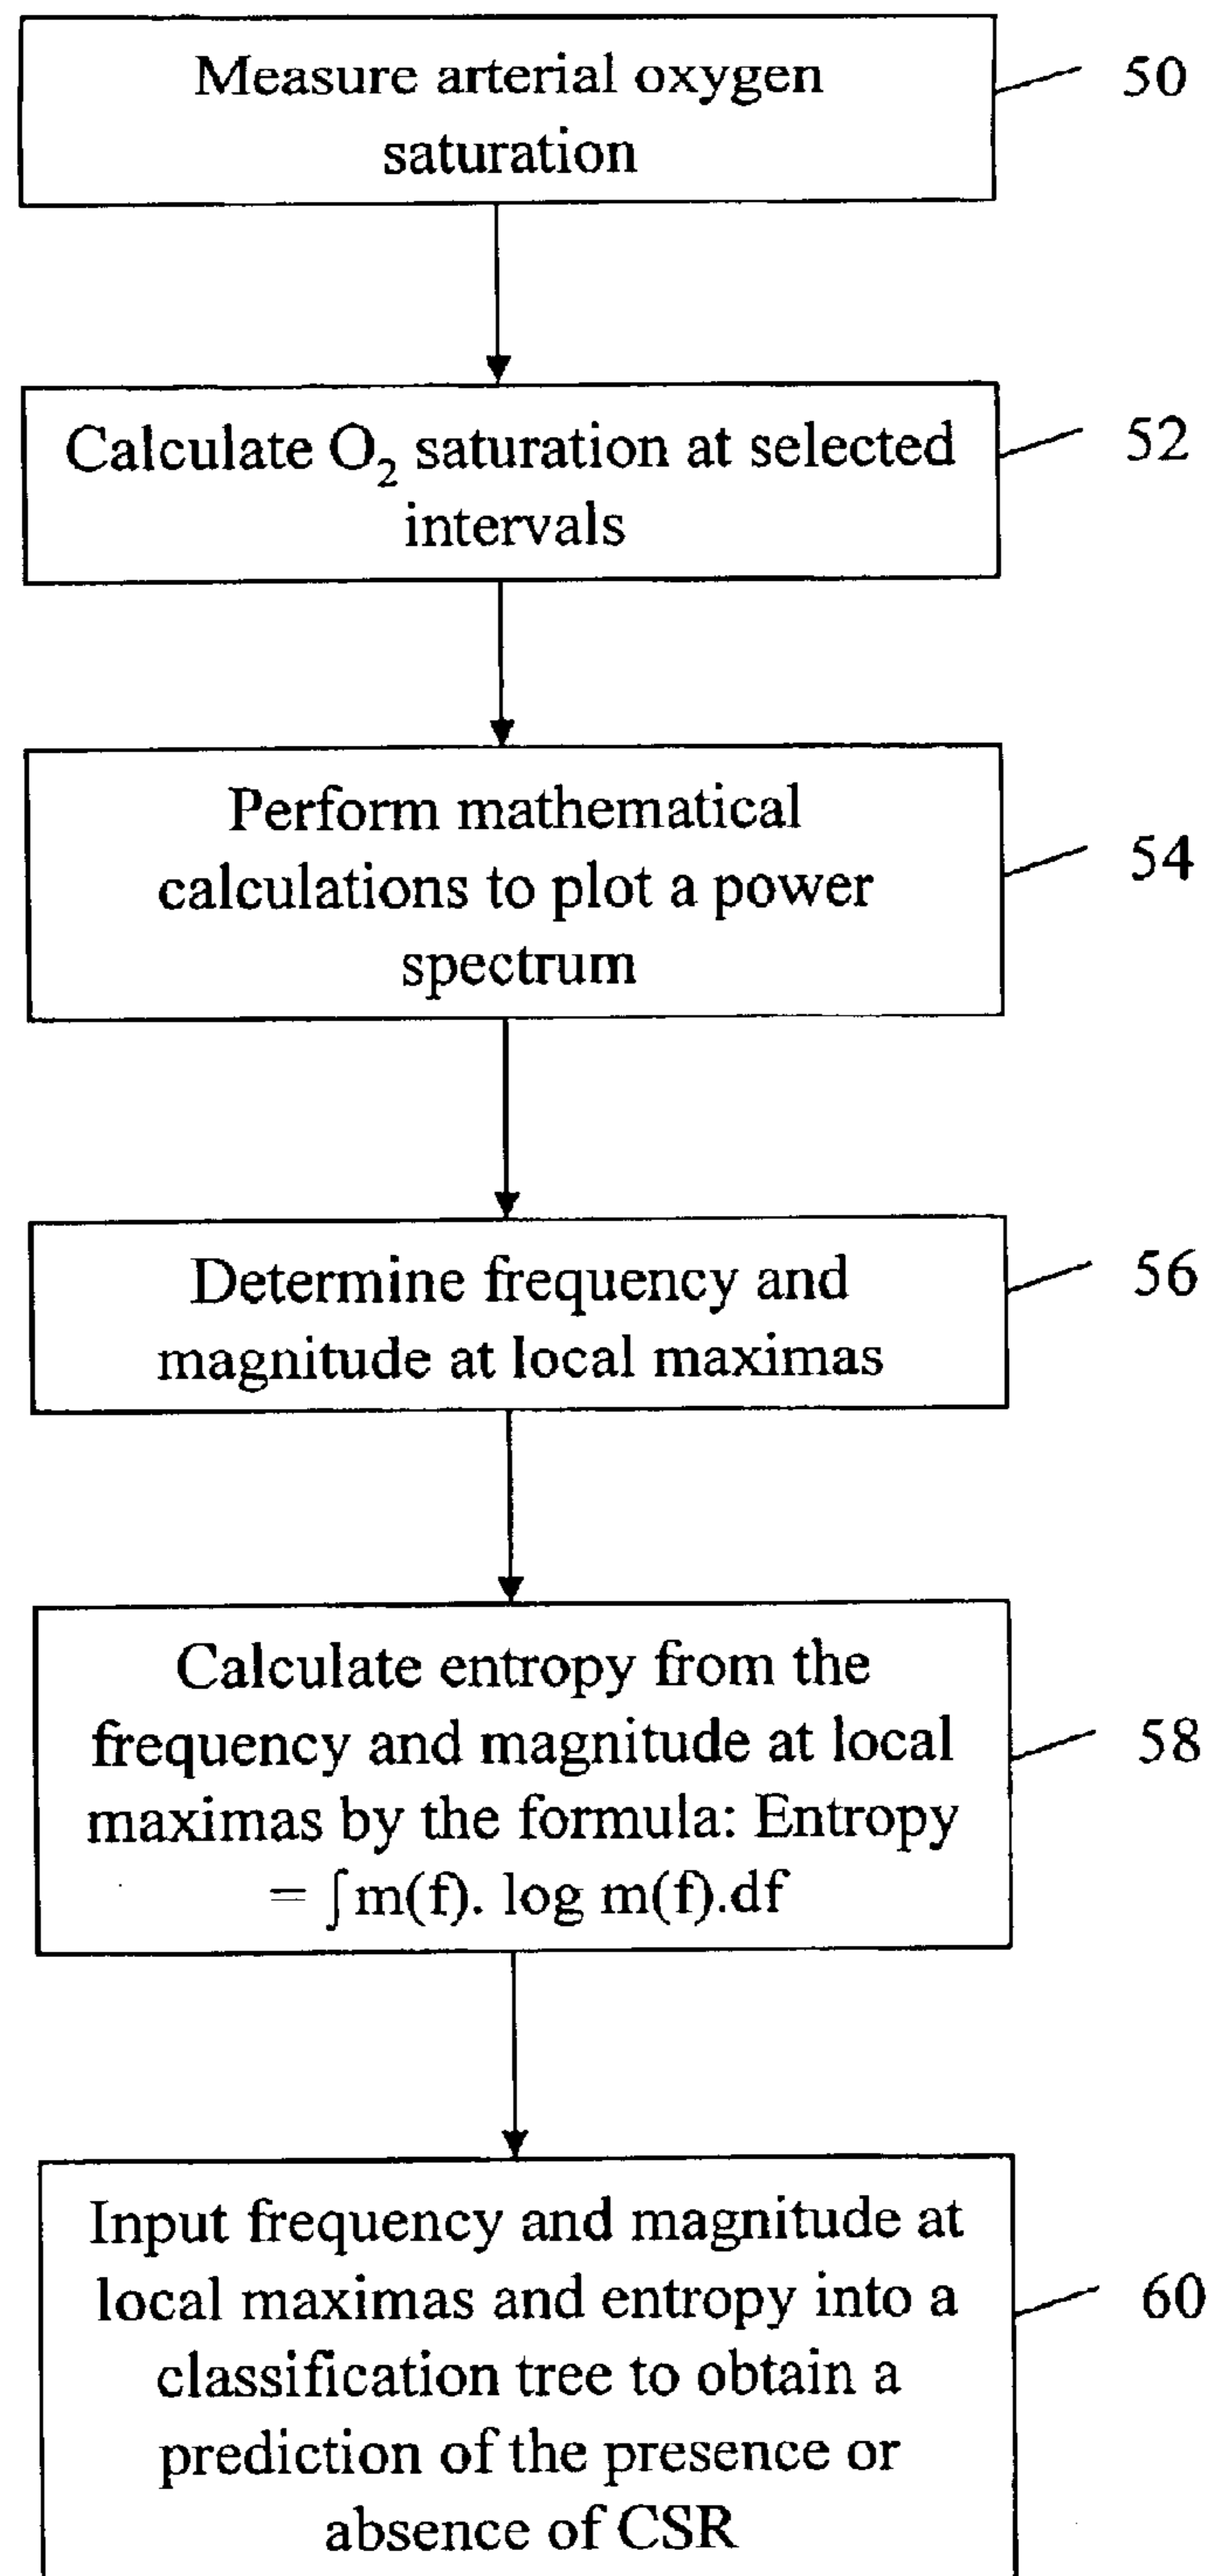 Measure arterial oxygen
saturation
50
Calculate O₂ saturation at selected
intervals
52
Perform mathematical
calculations to plot a power
spectrum
54
Determine frequency and
magnitude at local maximas
56
Calculate entropy from the
frequency and magnitude at local
maximas by the formula: Entropy
= ∫m(f). log m(f).df
58
Input frequency and magnitude at
local maximas and entropy into a
classification tree to obtain a
prediction of the presence or
absence of CSR
60